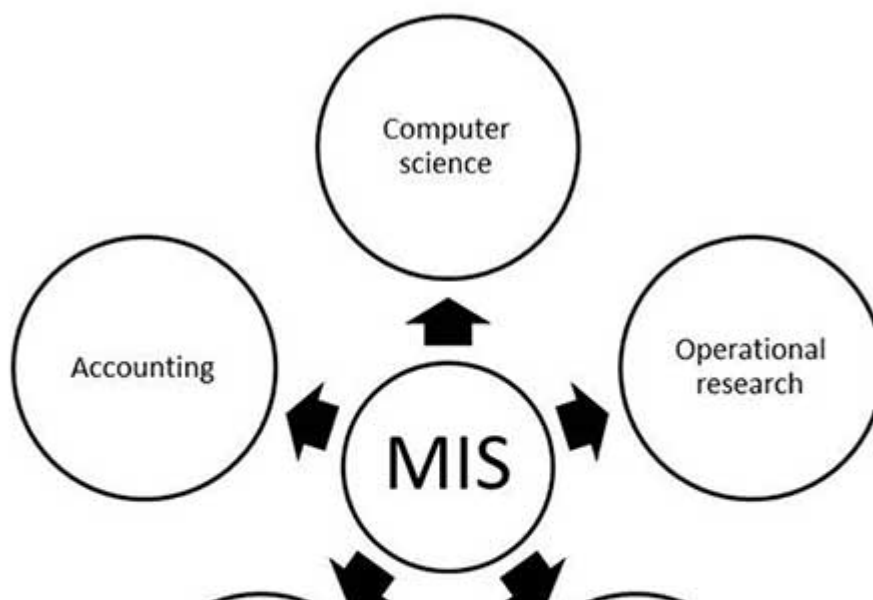 Computer
science
Accounting
Operational
research
MIS